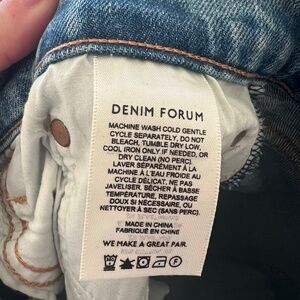 DENIM FORUM
MACHINE WASH COLD GENTLE
CYCLE SEPARATELY. DO NOT
BLEACH, TUMBLE DRY LOW,
COOL IRON ONLY IF NEEDED, OR
DRY CLEAN (NO PERC).
LAVER SÉPARÉMENT À LA
MACHINE À L'EAU FROIDE AU
CYCLE DÉLICAT, NE PAS
JAVELISER, SÉCHER À BASSE
TEMPÉRATURE, REPASSAGE
DOUX SI NÉCESSAIRE OU
NETTOYER À SEC (SANS PERC).
MADE IN CHINA
FABRIQUÉ EN CHINE
WE MAKE A GREAT PAIR.